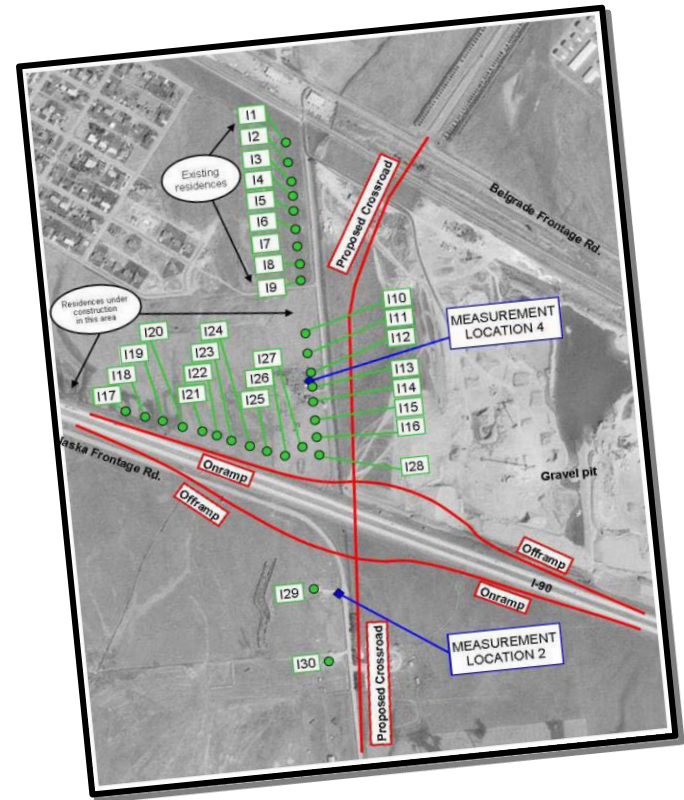 I1
I2
I3
I4
I5
I6
I7
I8
I9
Existing
residences
Proposed Crossroad
Belgrade Frontage Rd.
Residences under
construction
in this area
I10
I11
I12
MEASUREMENT
LOCATION 4
I20
I24
I19
I23
I27
I18
I22
I26
I17
I21
I25
I13
I14
I15
I16
I28
laska Frontage Rd.
Onramp
Offramp
Gravel pit
Offramp
I-90
Onramp
I29
MEASUREMENT
LOCATION 2
I30
Proposed Crossroad